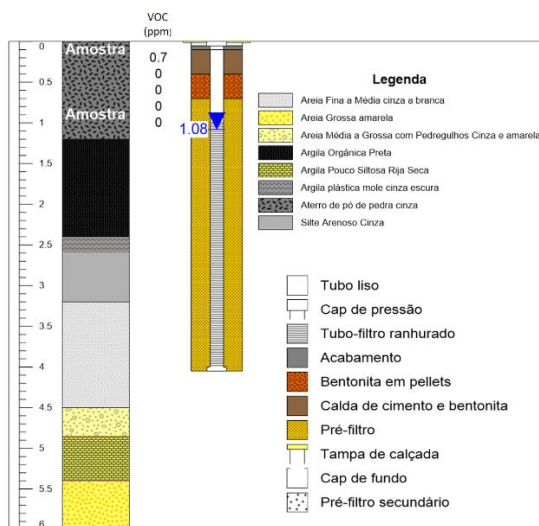 VOC
(ppm)
0
Amostra
0.7
0.5
0
0
Amostra
1
0
1.08
1.5
2
2.5
3
3.5
4
4.5
5
5.5
6
Legenda
Areia Fina a Média cinza a branca
Areia Grossa amarela
Areia Média a Grossa com Pedregulhos Cinza e amarela
Argila Orgânica Preta
Argila Pouco Siltosa Rija Seca
Argila plástica mole cinza escura
Aterro de pó de pedra cinza
Silte Arenoso Cinza
Tubo liso
Cap de pressão
Tubo-filtro ranhurado
Acabamento
Bentonita em pellets
Calda de cimento e bentonita
Pré-filtro
Tampa de calçada
Cap de fundo
Pré-filtro secundário